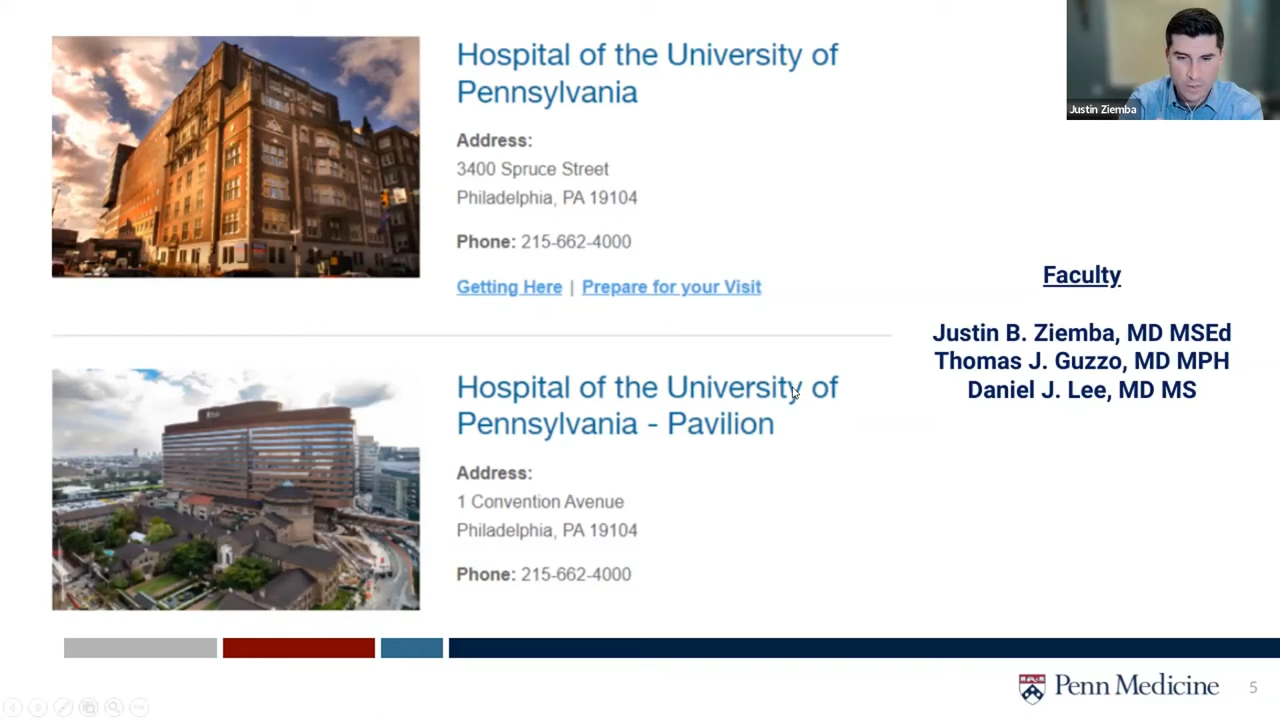 Hospital of the University of
Pennsylvania
Address:
3400 Spruce Street
Philadelphia, PA 19104
Phone: 215-662-4000
Getting Here | Prepare for your Visit
Hospital of the University of
Pennsylvania - Pavilion
Address:
1 Convention Avenue
Philadelphia, PA 19104
Phone: 215-662-4000
Justin Ziemba
Faculty
Justin B. Ziemba, MD MSEd
Thomas J. Guzzo, MD MPH
Daniel J. Lee, MD MS
Penn Medicine
5